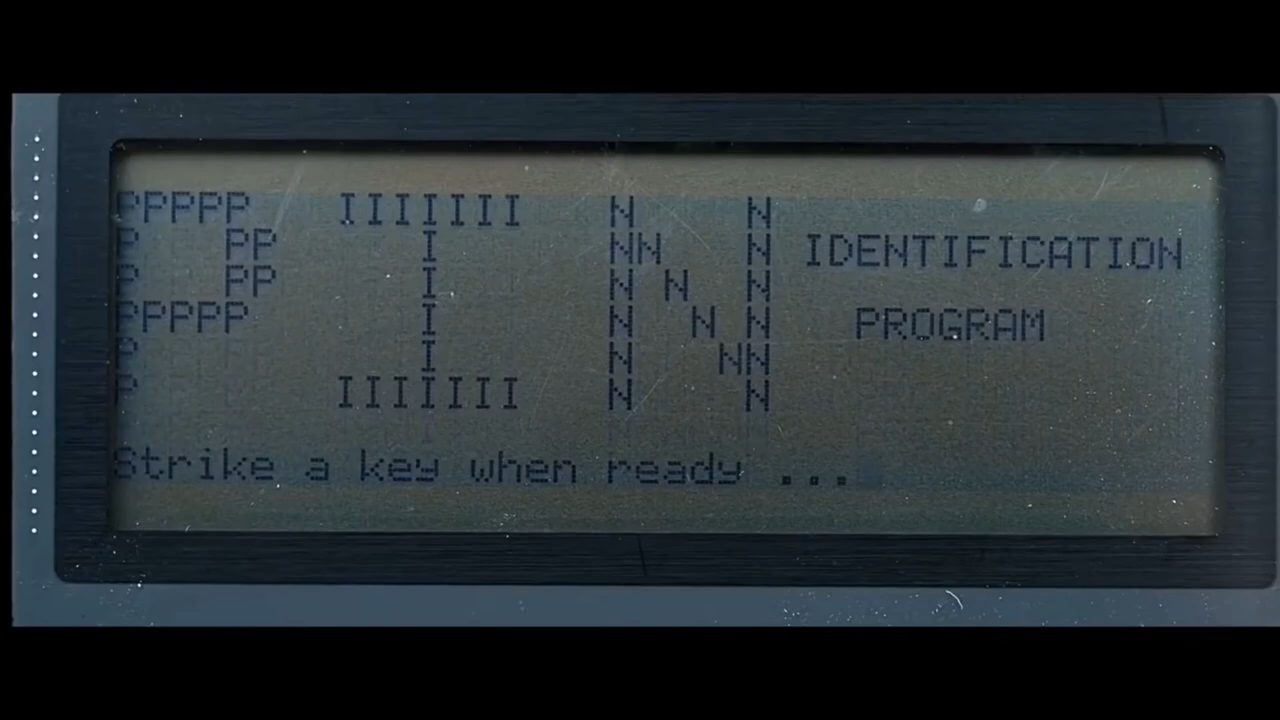 PPPPP IIIIIII N N
P PP I NN N IDENTIFICATION
P PP I N N N
PPPPP I N N N PROGRAM
P I N NN
P IIIIIII N N
Strike a key when ready ...